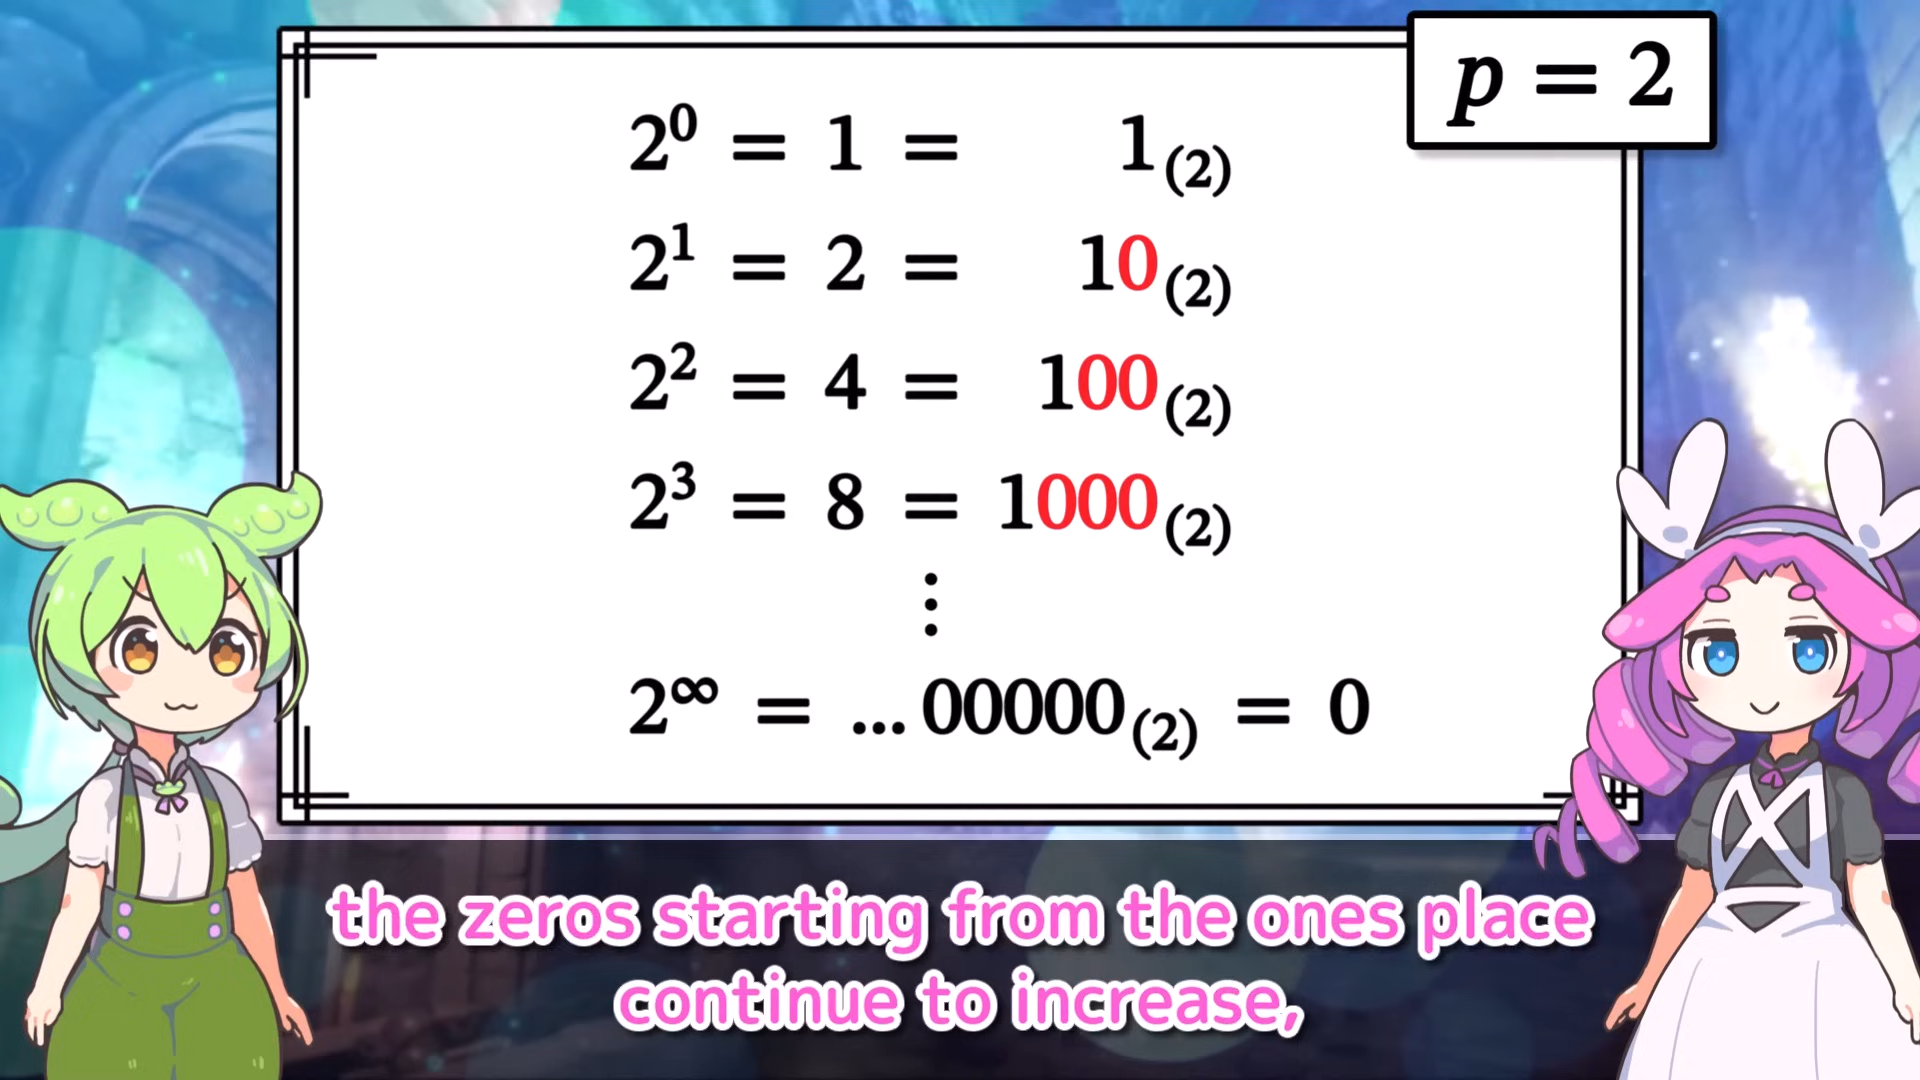 p = 2
2⁰ = 1 = 1₍₂₎
2¹ = 2 = 10₍₂₎
2² = 4 = 100₍₂₎
2³ = 8 = 1000₍₂₎
⋮
2^∞ = ...00000₍₂₎ = 0
the zeros starting from the ones place
continue to increase,